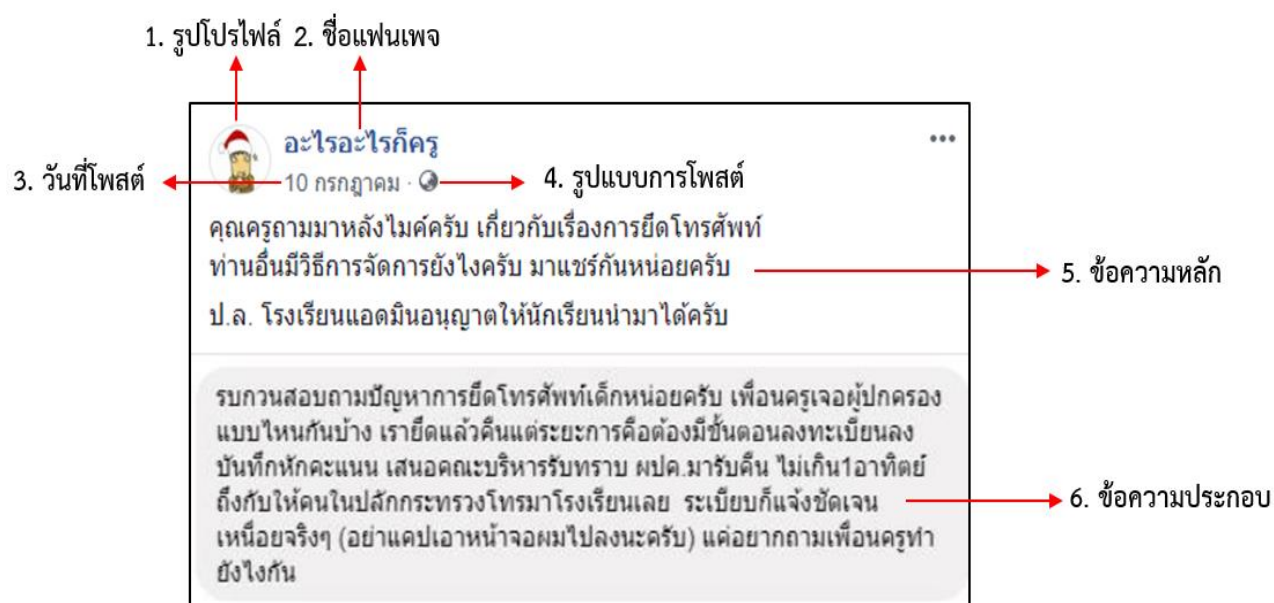 1. รูปโปรไฟล์ 2. ชื่อแฟนเพจ
อะไรอะไรก็ครู
3. วันที่โพสต์ 10 กรกฎาคม · 4. รูปแบบการโพสต์
คุณครูถามมาหลังไมค์ครับ เกี่ยวกับเรื่องการยึดโทรศัพท์
ท่านอื่นมีวิธีการจัดการยังไงครับ มาแชร์กันหน่อยครับ
5. ข้อความหลัก
ป.ล. โรงเรียนแอดมินอนุญาตให้นักเรียนนำมาได้ครับ
รบกวนสอบถามปัญหาการยึดโทรศัพท์เด็กหน่อยครับ เพื่อนครูเจอผู้ปกครอง
แบบไหนกันบ้าง เรายึดแล้วคืนแต่ระยะการคือต้องมีขั้นตอนลงทะเบียนลง
บันทึกหักคะแนน เสนอคณะบริหารรับทราบ ผปค.มารับคืน ไม่เกิน1อาทิตย์
ถึงกับให้คนในปลักกระทรวงโทรมาโรงเรียนเลย ระเบียบก็แจ้งชัดเจน
6. ข้อความประกอบ
เหนื่อยจริงๆ (อย่าแคปเอาหน้าจอผมไปลงนะครับ) แค่อยากถามเพื่อนครูทำ
ยังไงกัน